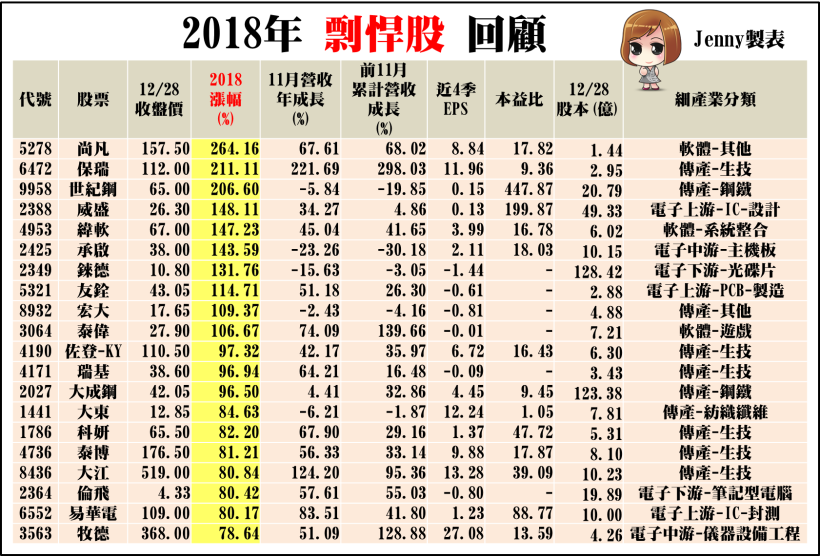 2018年 剽悍股 回顧
Jenny製表
代號 股票 12/28收盤價 2018漲幅(%) 11月營收年成長(%) 前11月累計營收成長(%) 近4季EPS 本益比 12/28股本(億) 細產業分類
5278 尚凡 157.50 264.16 67.61 68.02 8.84 17.82 1.44 軟體-其他
6472 保瑞 112.00 211.11 221.69 298.03 11.96 9.36 2.95 傳產-生技
9958 世紀鋼 65.00 206.60 -5.84 -19.85 0.15 447.87 20.79 傳產-鋼鐵
2388 威盛 26.30 148.11 34.27 4.86 0.13 199.87 49.33 電子上游-IC-設計
4953 緯軟 67.00 147.23 45.04 41.65 3.99 16.78 6.02 軟體-系統整合
2425 承啟 38.00 143.59 -23.26 -30.18 2.11 18.03 10.15 電子中游-主機板
2349 錸德 10.80 131.76 -15.63 -3.05 -1.44 - 128.42 電子下游-光碟片
5321 友銓 43.05 114.71 51.18 26.30 -0.61 - 2.88 電子上游-PCB-製造
8932 宏大 17.65 109.37 -2.43 -4.16 -0.81 - 4.88 傳產-其他
3064 泰偉 27.90 106.67 74.09 139.66 -0.01 - 7.21 軟體-遊戲
4190 佐登-KY 110.50 97.32 42.17 35.97 6.72 16.43 6.30 傳產-生技
4171 瑞基 38.60 96.94 64.21 16.48 -0.09 - 3.43 傳產-生技
2027 大成鋼 42.05 96.50 4.41 32.86 4.45 9.45 123.38 傳產-鋼鐵
1441 大東 12.85 84.63 -6.21 -1.87 12.24 1.05 7.81 傳產-紡織纖維
1786 科妍 65.50 82.20 67.90 29.16 1.37 47.72 5.31 傳產-生技
4736 泰博 176.50 81.21 56.33 33.14 9.88 17.87 8.10 傳產-生技
8436 大江 519.00 80.84 124.20 95.36 13.28 39.09 10.23 傳產-生技
2364 倫飛 4.33 80.42 57.61 55.03 -0.80 - 19.89 電子下游-筆記型電腦
6552 易華電 109.00 80.17 83.51 41.80 1.23 88.77 10.00 電子上游-IC-封測
3563 牧德 368.00 78.64 51.09 128.88 27.08 13.59 4.26 電子中游-儀器設備工程